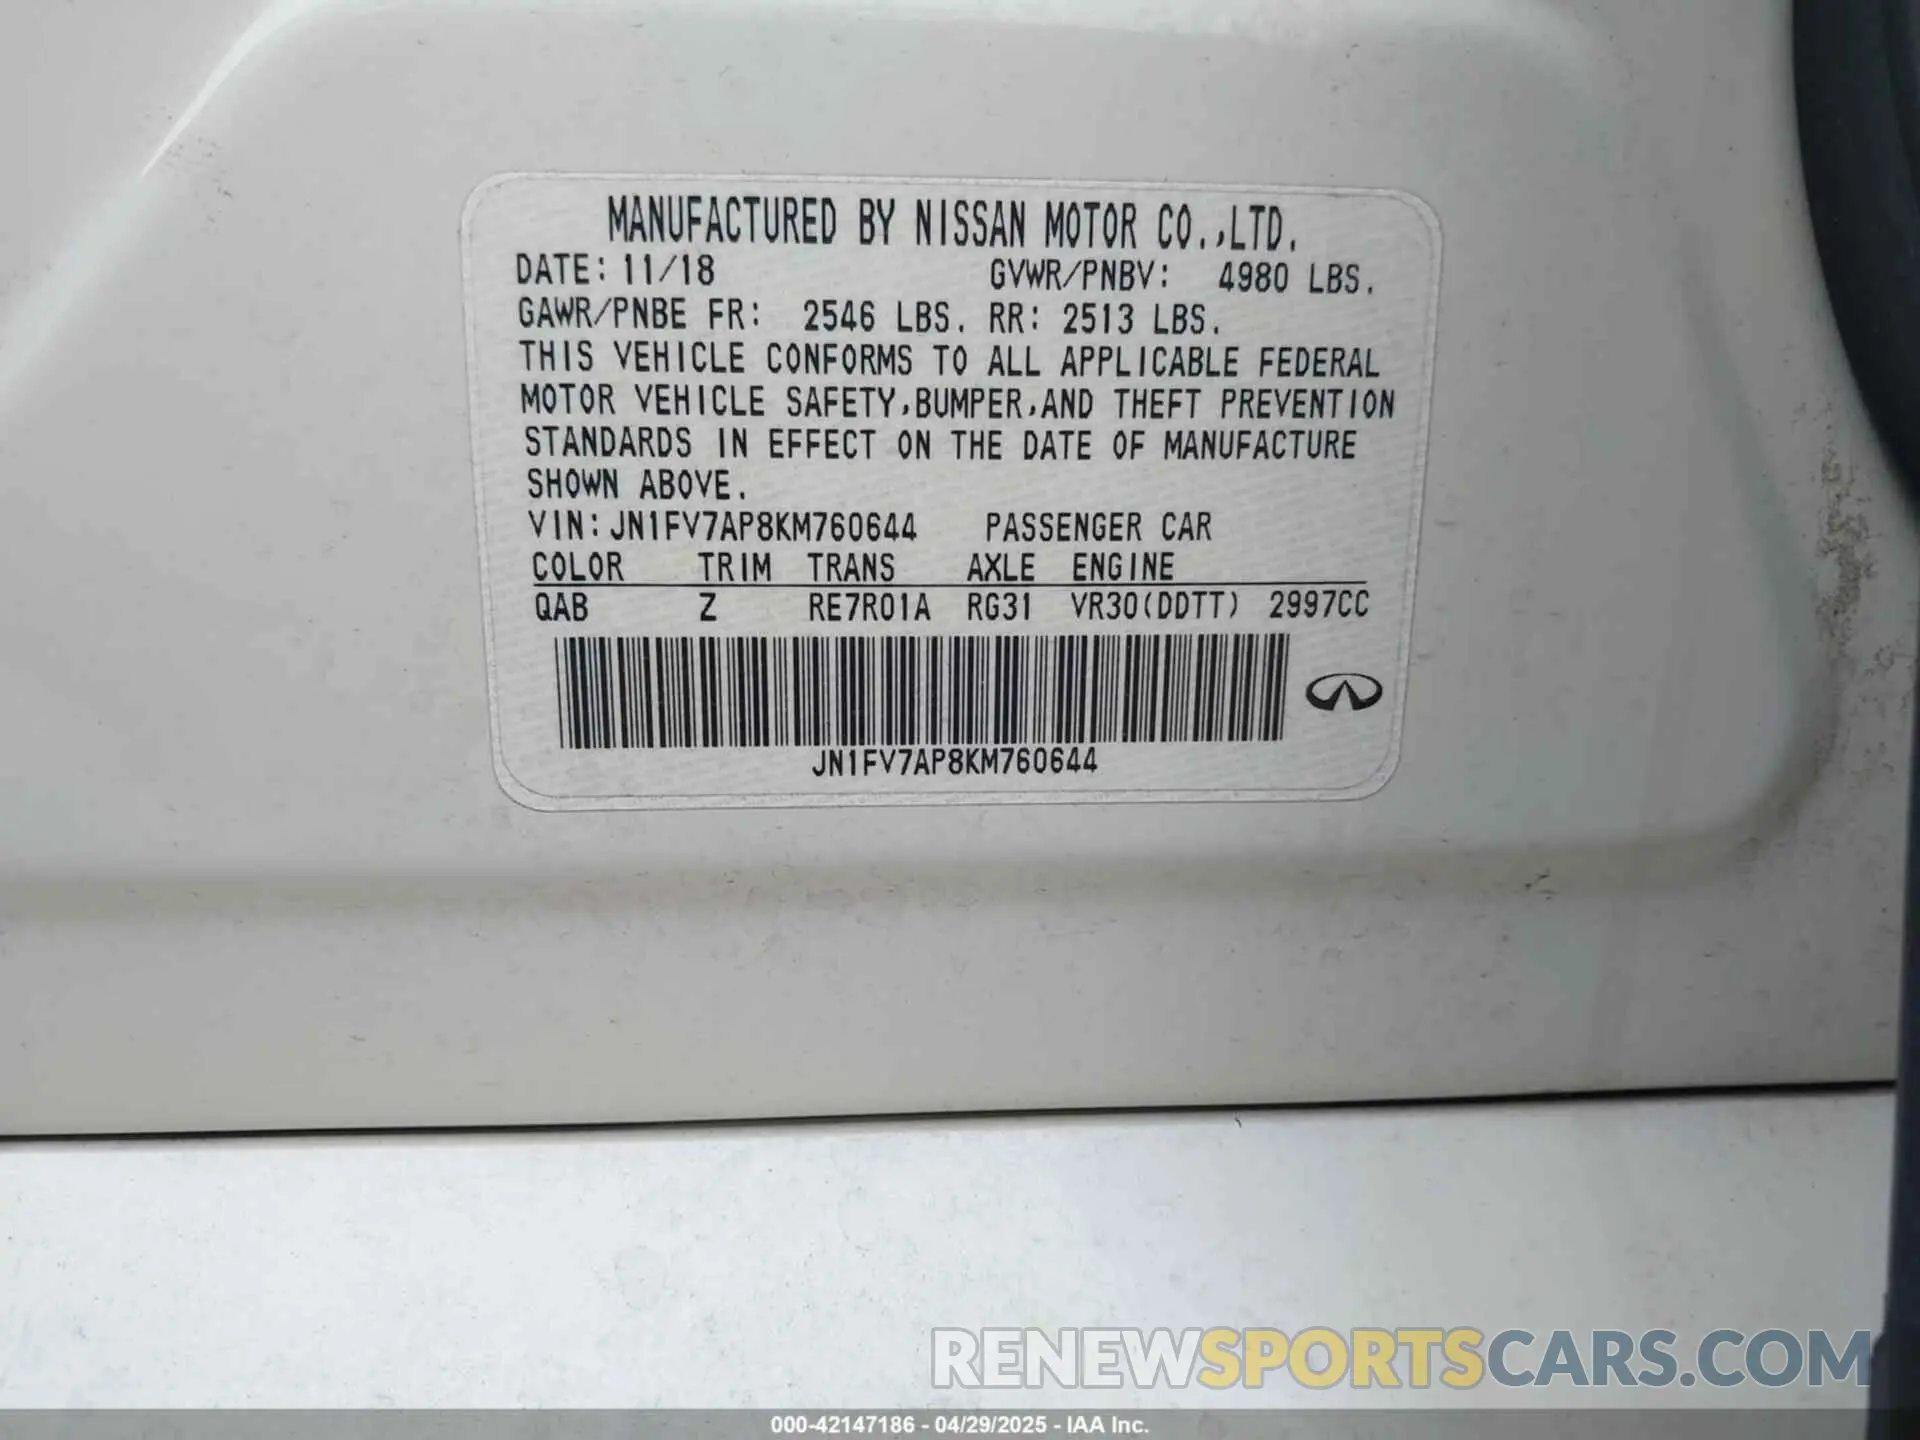 MANUFACTURED BY NISSAN MOTOR CO.,LTD.
DATE: 11/18 GVWR/PNBV: 4980 LBS.
GAWR/PNBE FR: 2546 LBS. RR: 2513 LBS.
THIS VEHICLE CONFORMS TO ALL APPLICABLE FEDERAL
MOTOR VEHICLE SAFETY,BUMPER,AND THEFT PREVENTION
STANDARDS IN EFFECT ON THE DATE OF MANUFACTURE
SHOWN ABOVE.
VIN: JN1FV7AP8KM760644 PASSENGER CAR
COLOR TRIM TRANS AXLE ENGINE
QAB Z RE7R01A RG31 VR30(DDTT) 2997CC
JN1FV7AP8KM760644
RENEWSPORTSCARS.COM
000-42147186 - 04/29/2025 - IAA Inc.